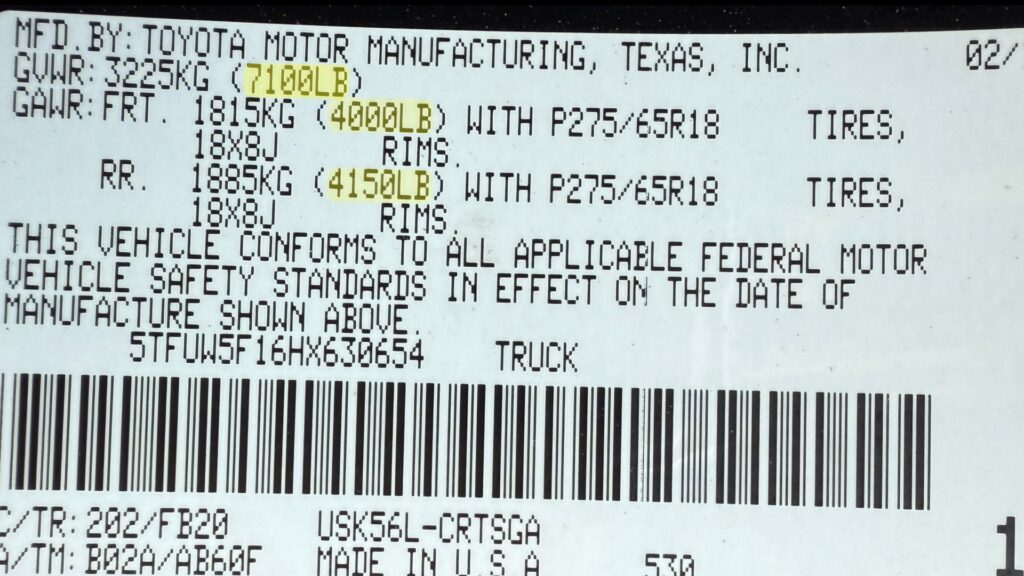 MFD.BY: TOYOTA MOTOR MANUFACTURING, TEXAS, INC. 02/
GVWR: 3225KG (7100LB)
GAWR: FRT. 1815KG (4000LB) WITH P275/65R18 TIRES,
18X8J RIMS.
RR. 1885KG (4150LB) WITH P275/65R18 TIRES,
18X8J RIMS.
THIS VEHICLE CONFORMS TO ALL APPLICABLE FEDERAL MOTOR
VEHICLE SAFETY STANDARDS IN EFFECT ON THE DATE OF
MANUFACTURE SHOWN ABOVE.
5TFUW5F16HX630654 TRUCK
C/TR: 202/FB20 USK56L-CRTSGA
A/TM: B02A/AB60F MADE IN U.S.A 530 1